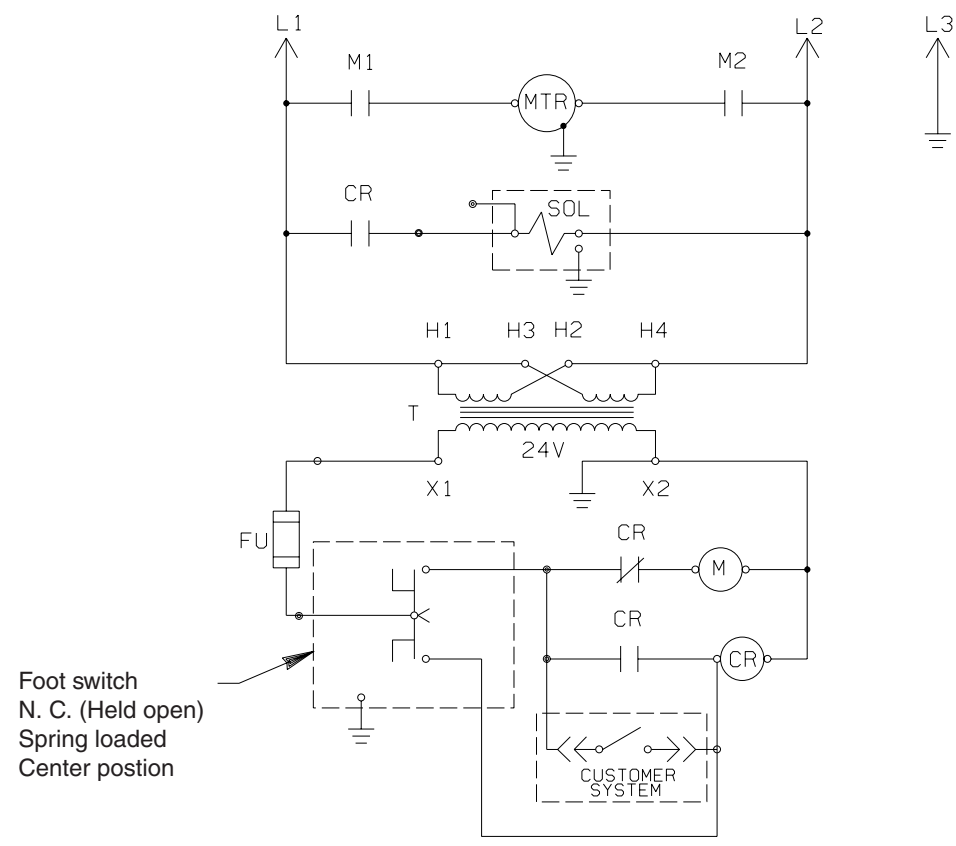 L1 L2 L3
M1 M2
MTR
CR SOL
H1 H3 H2 H4
T
24V
X1 X2
FU CR
M
CR
CR
Foot switch
N. C. (Held open)
Spring loaded
Center postion
CUSTOMER
SYSTEM